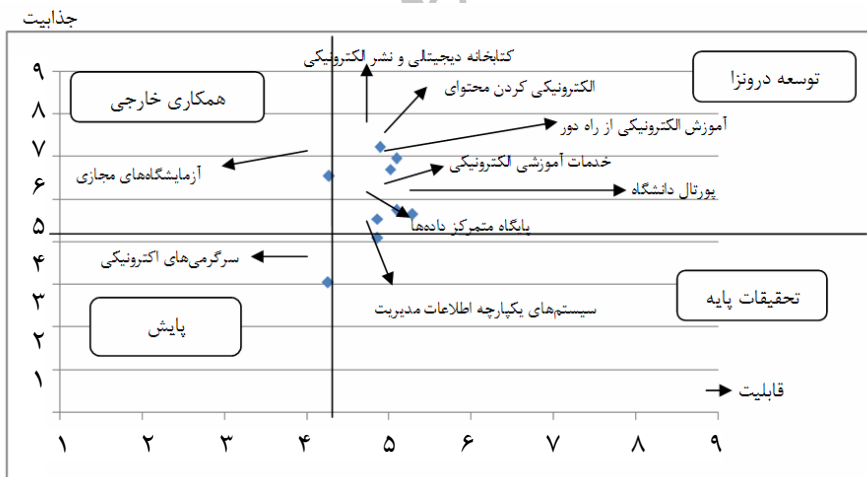 جذابیت
کتابخانه دیجیتالی و نشر الکترونیکی
توسعه درونزا
همکاری خارجی
الکترونیکی کردن محتوای
آموزش الکترونیکی از راه دور
خدمات آموزشی الکترونیکی
آزمایشگاه‌های مجازی
پورتال دانشگاه
پایگاه متمرکز داده‌ها
سرگرمی‌های اکترونیکی
تحقیقات پایه
سیستم‌های یکپارچه اطلاعات مدیریت
پایش
قابلیت
۹
۸
۷
۶
۵
۴
۳
۲
۱
۱ ۲ ۳ ۴ ۵ ۶ ۷ ۸ ۹